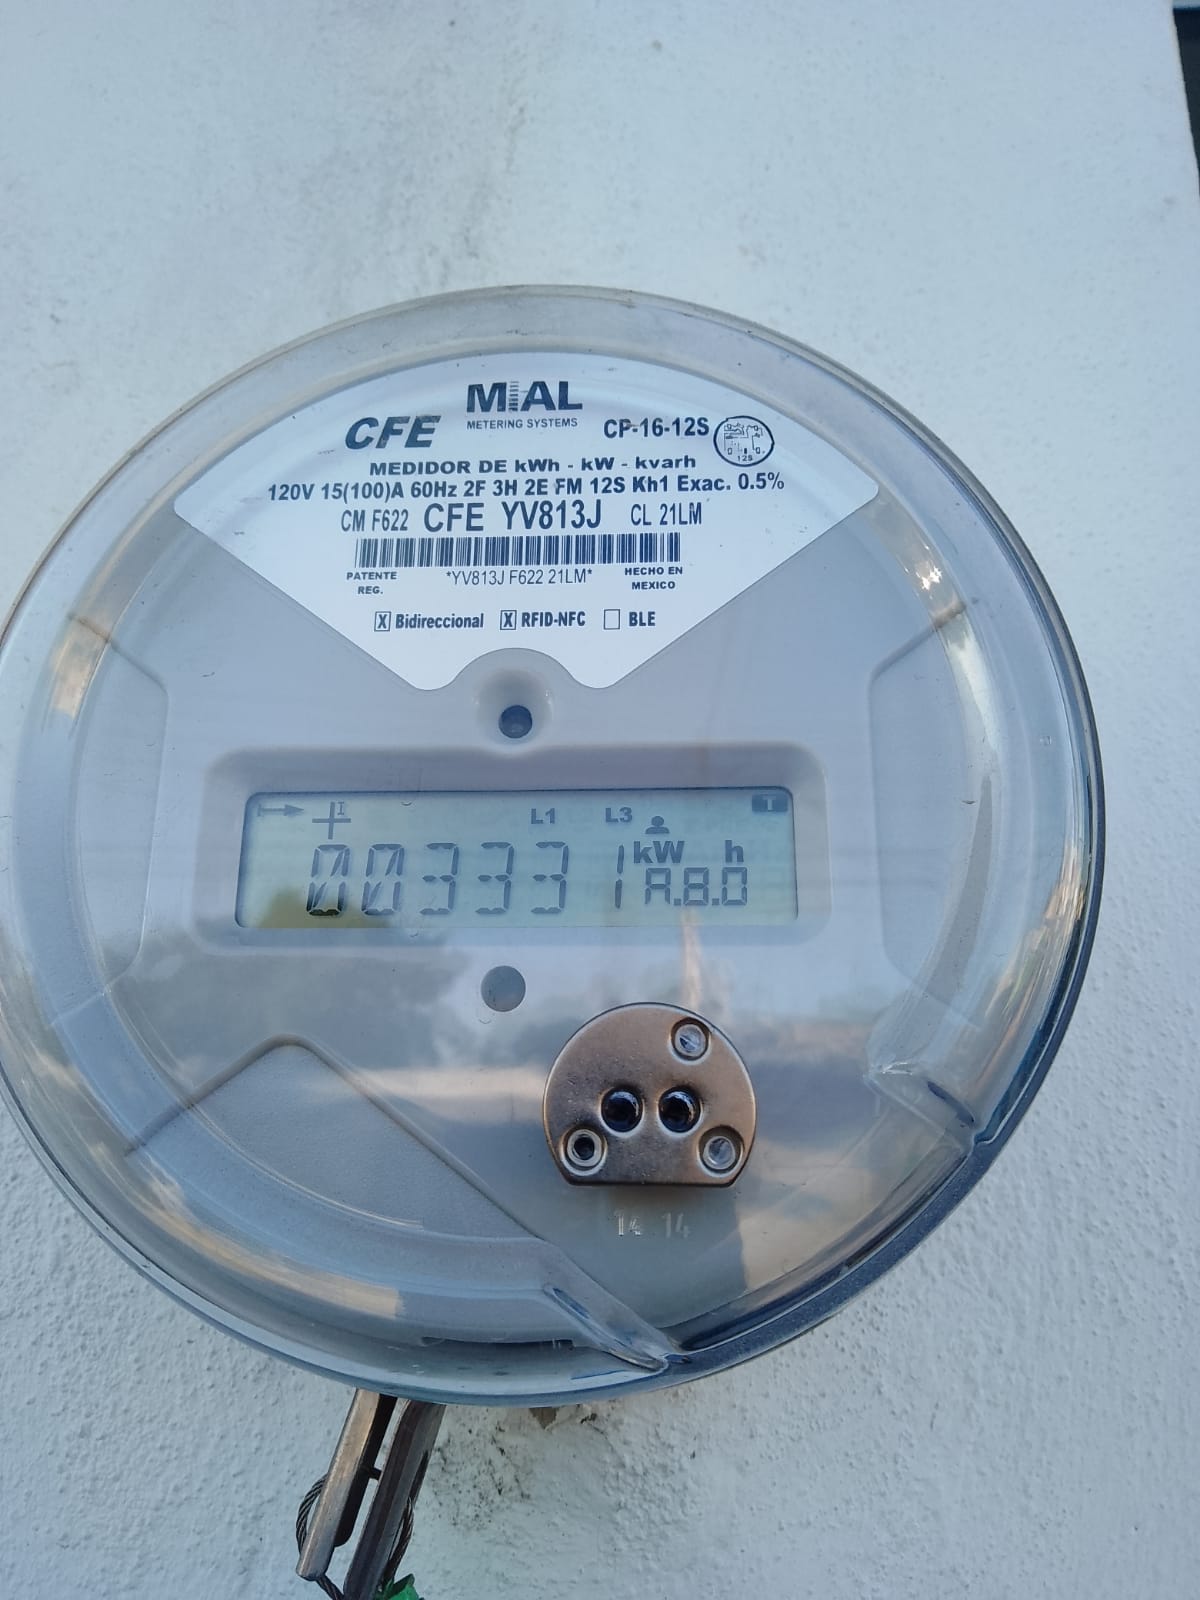 MIAL
METERING SYSTEMS
CFE
CP-16-12S
12S
MEDIDOR DE kWh - kW - kvarh
120V 15(100)A 60Hz 2F 3H 2E FM 12S Kh1 Exac. 0.5%
CM F622 CFE YV813J CL 21LM
PATENTE REG.
*YV813J F622 21LM*
HECHO EN MEXICO
X Bidireccional X RFID-NFC BLE
L1 L3 T
003331 kW h
A.8.0
14 14